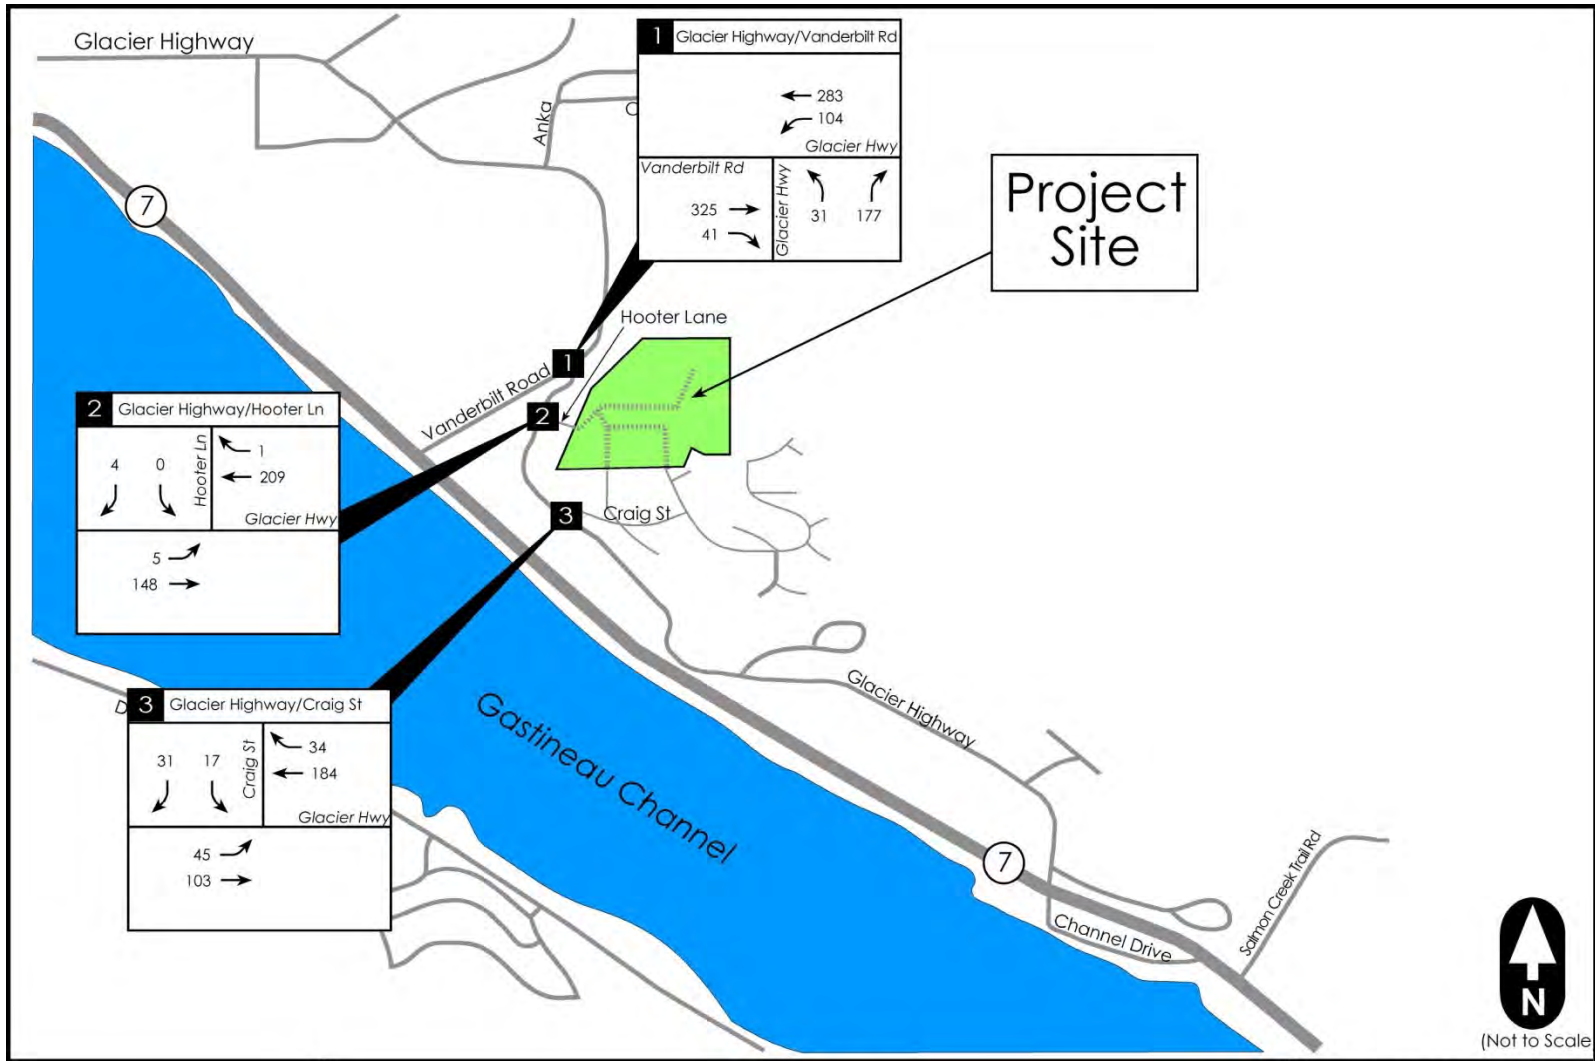 Glacier Highway
Anka
C
7
1 Glacier Highway/Vanderbilt Rd
283
104
Glacier Hwy
Vanderbilt Rd
325
41
Glacier Hwy
31 177
Project
Site
Hooter Lane
1
Vanderbilt Road
2
3
Craig St
2 Glacier Highway/Hooter Ln
4 0
Hooter Ln
1
209
Glacier Hwy
5
148
D
3 Glacier Highway/Craig St
31 17
Craig St
34
184
Glacier Hwy
45
103
Gastineau Channel
Glacier Highway
7
Channel Drive
Salmon Creek Trail Rd
N
(Not to Scale